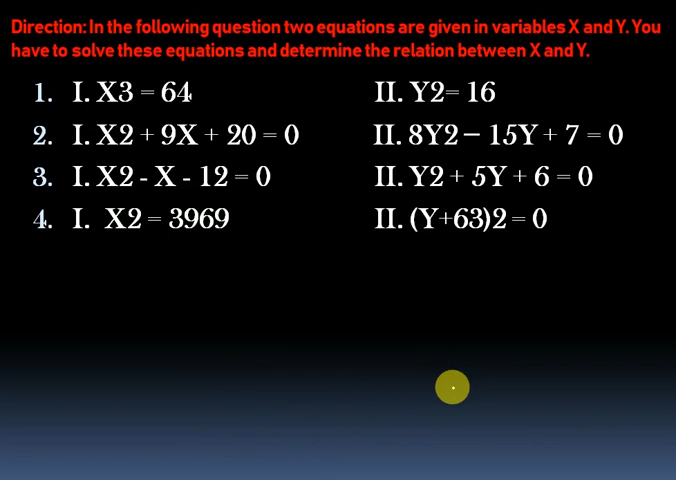 Direction: In the following question two equations are given in variables X and Y. You
have to solve these equations and determine the relation between X and Y.
1. I. X3 = 64 II. Y2= 16
2. I. X2 + 9X + 20 = 0 II. 8Y2 – 15Y + 7 = 0
3. I. X2 - X - 12 = 0 II. Y2 + 5Y + 6 = 0
4. I. X2 = 3969 II. (Y+63)2 = 0